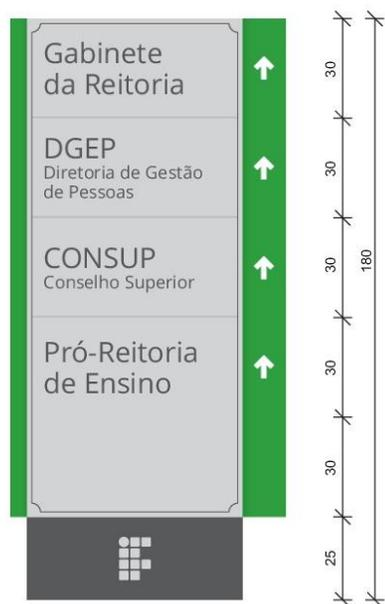 Gabinete
da Reitoria
DGEP
Diretoria de Gestão
de Pessoas
CONSUP
Conselho Superior
Pró-Reitoria
de Ensino
30
30
30
30
30
25
180